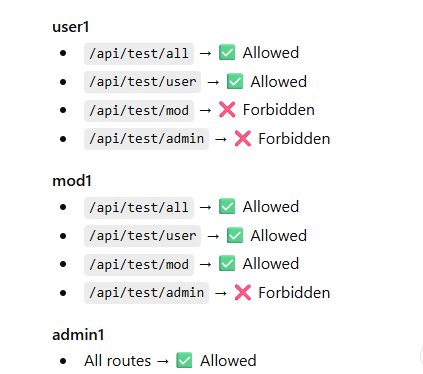 user1
• /api/test/all → ✅ Allowed
• /api/test/user → ✅ Allowed
• /api/test/mod → ❌ Forbidden
• /api/test/admin → ❌ Forbidden
mod1
• /api/test/all → ✅ Allowed
• /api/test/user → ✅ Allowed
• /api/test/mod → ✅ Allowed
• /api/test/admin → ❌ Forbidden
admin1
• All routes → ✅ Allowed